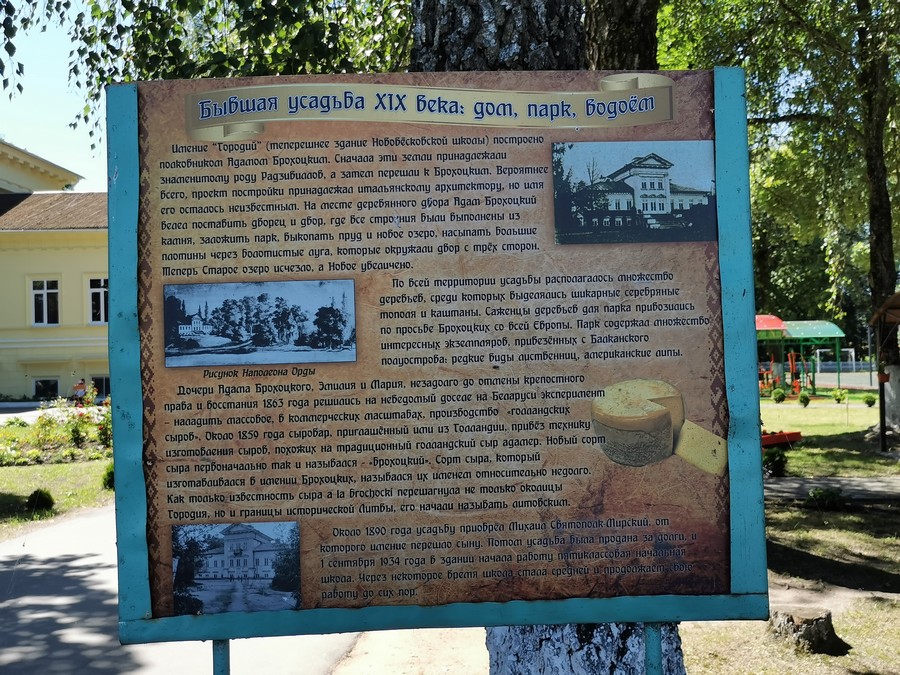 Бывшая усадьба XIX века: дом, парк, водоём
Имение "Городий" (теперешнее здание Новоёсковской школы) построено
полковником Адамом Брохоцким. Сначала эти земли принадлежали
знаменитому роду Радзивиллов, а затем перешли к Брохоцким. Вероятнее
всего, проект постройки принадлежал итальянскому архитектору, но имя
его осталось неизвестным. На месте деревянного двора Адам Брохоцкий
велел поставить дворец и двор, где все строения были выполнены из
камня, заложить парк, выкопать пруд и новое озеро, насыпать большие
плотины через болотистые луга, которые окружали двор с трёх сторон.
Теперь Старое озеро исчезло, а Новое увеличено.
По всей территории усадьбы располагалось множество
деревьев, среди которых выделялись шикарные серебряные
тополя и каштаны. Саженцы деревьев для парка привозились
по просьбе Брохоцких со всей Европы. Парк содержал множество
интересных экземпляров, привезённых с Балканского
полуострова: редкие виды лиственниц, американские липы.
Рисунок Наполеона Орды
Дочери Адама Брохоцкого, Эмилия и Мария, незадолго до отмены крепостного
права и восстания 1863 года решились на неведомый доселе на Беларуси эксперимент
– наладить массовое, в коммерческих масштабах, производство «голландских
сыров». Около 1859 года сыровар, приглашённый ими из Голландии, привёз технику
изготовления сыров, похожих на традиционный голландский сыр адамер. Новый сорт
сыра первоначально так и назывался – «Брохоцкий». Сорт сыра, который
изготавливался в имении Брохоцких, назывался их именем относительно недолго.
Как только известность сыра a la Brochocki перешагнула не только околицы
Городия, но и границы исторической Литвы, его начали называть литовским.
Около 1890 года усадьбу приобрёл Михаил Святополк-Мирский, от
которого имение перешло сыну. Потом усадьба была продана за долги, и
1 сентября 1934 года в здании начала работу пятиклассовая начальная
школа. Через некоторое время школа стала средней и продолжает свою
работу до сих пор.